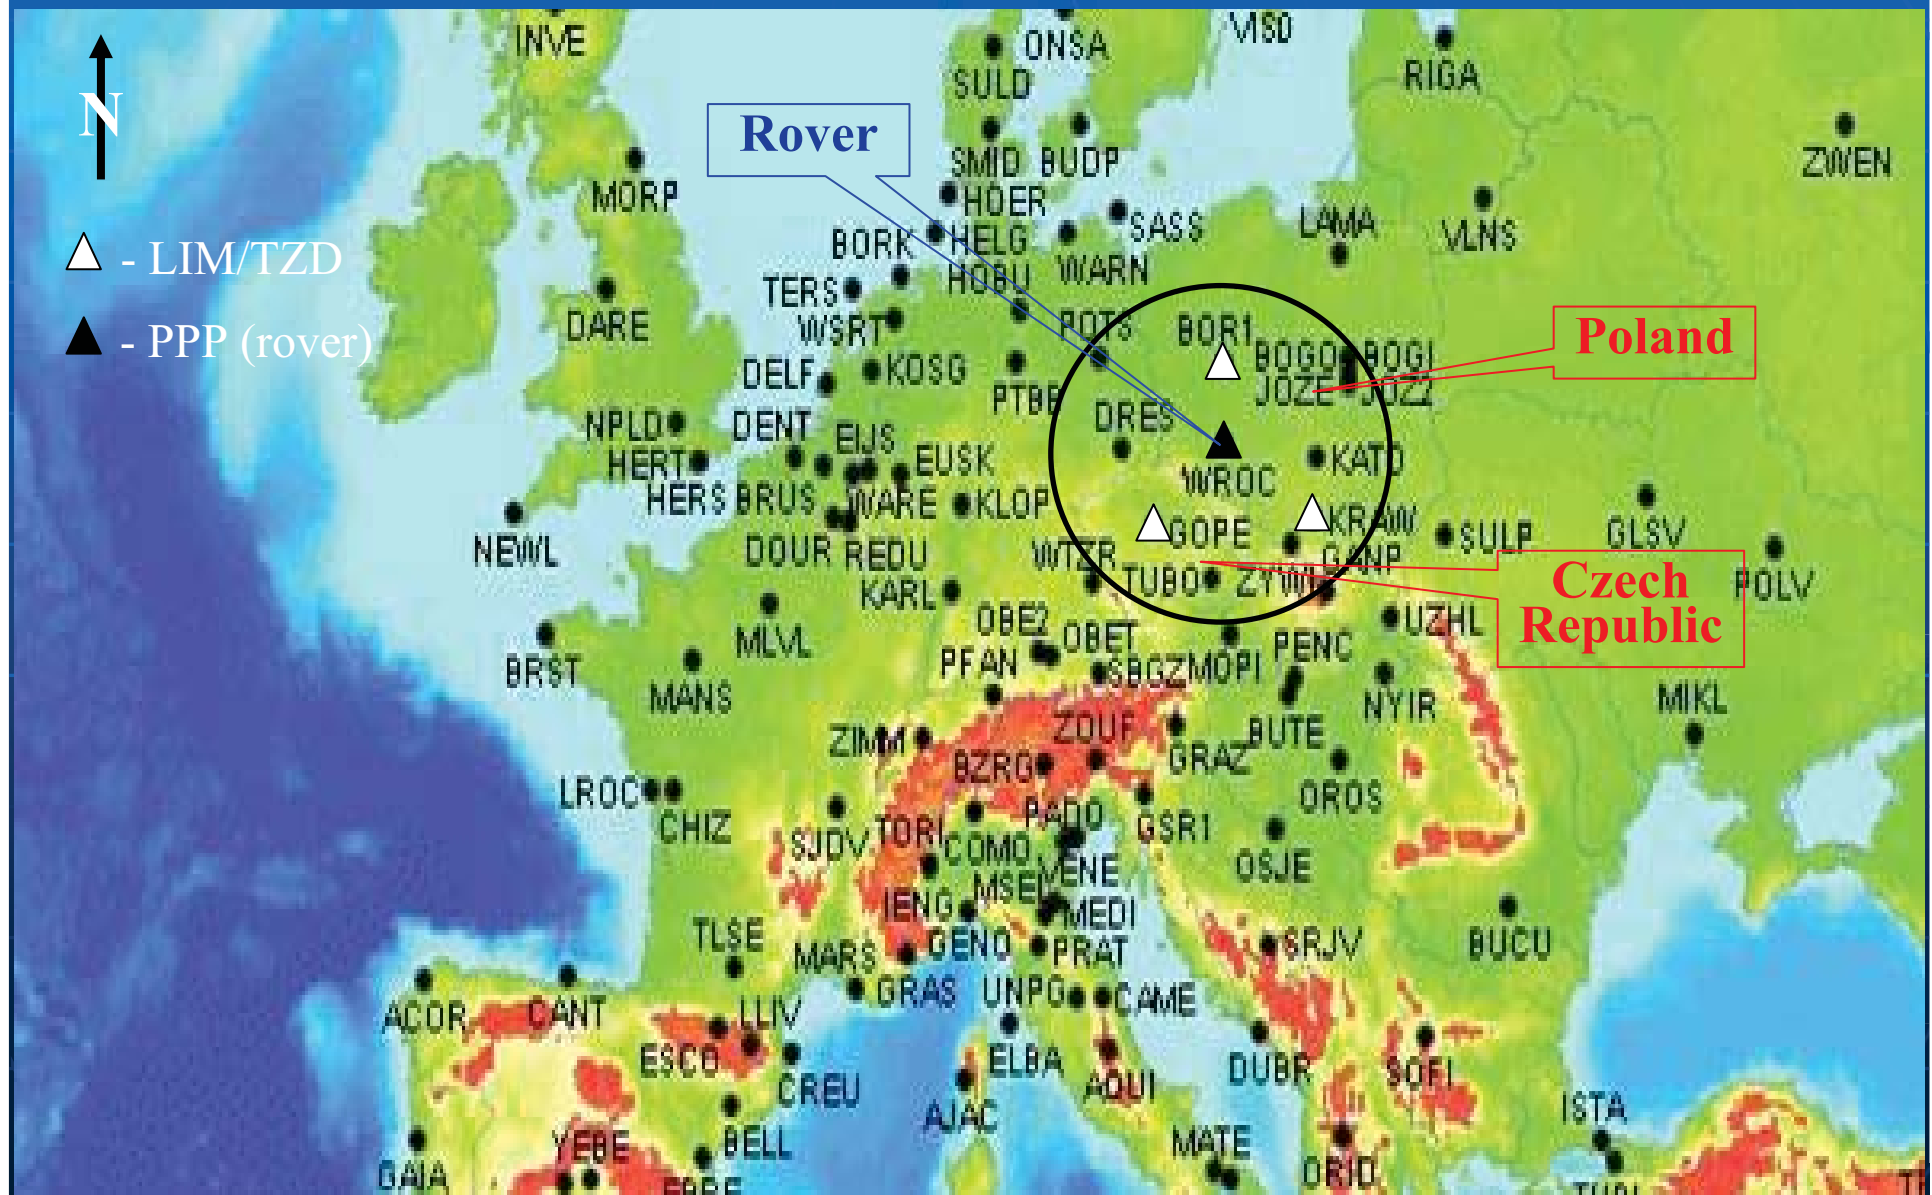 INVE
ONSA
VISD
SULD
RIGA
N
Rover
SMID BUDP
ZWEN
MORP
HOER
LAMA
SASS
VLNS
BORK
HELG
- LIM/TZD
WARN
HOBU
TERS
WSRT
DARE
POTS
BOR1
Poland
- PPP (rover)
BOGO
BOGI
KOSG
DELF
JOZE
JOZ2
PTBB
DRES
NPLD
DENT
EIJS
HERT
EUSK
KATO
WROC
HERS
BRUS
WARE
KLOP
KRAW
GOPE
SULP
GLSV
NEWL
DOUR
REDU
WTZR
GANP
Czech
Republic
POLV
KARL
TUBO
ZYWI
OBE2
OBET
UZHL
MLVL
BRST
PFAN
SBGZ
MOPI
PENC
MANS
NYIR
MIKL
ZIMM
ZOUF
BUTE
GRAZ
BZRG
LROC
OROS
CHIZ
PADO
GSR1
SJDV
TORI
COMO
VENE
OSJE
MSEL
IENG
MEDI
TLSE
GENO
PRAT
SRJV
BUCU
MARS
GRAS
UNPG
CAME
ACOR
CANT
LLIV
ESCO
ELBA
DUBR
SOFI
CREU
AQUI
AJAC
ISTA
YEBE
BELL
MATE
GAIA
ORID